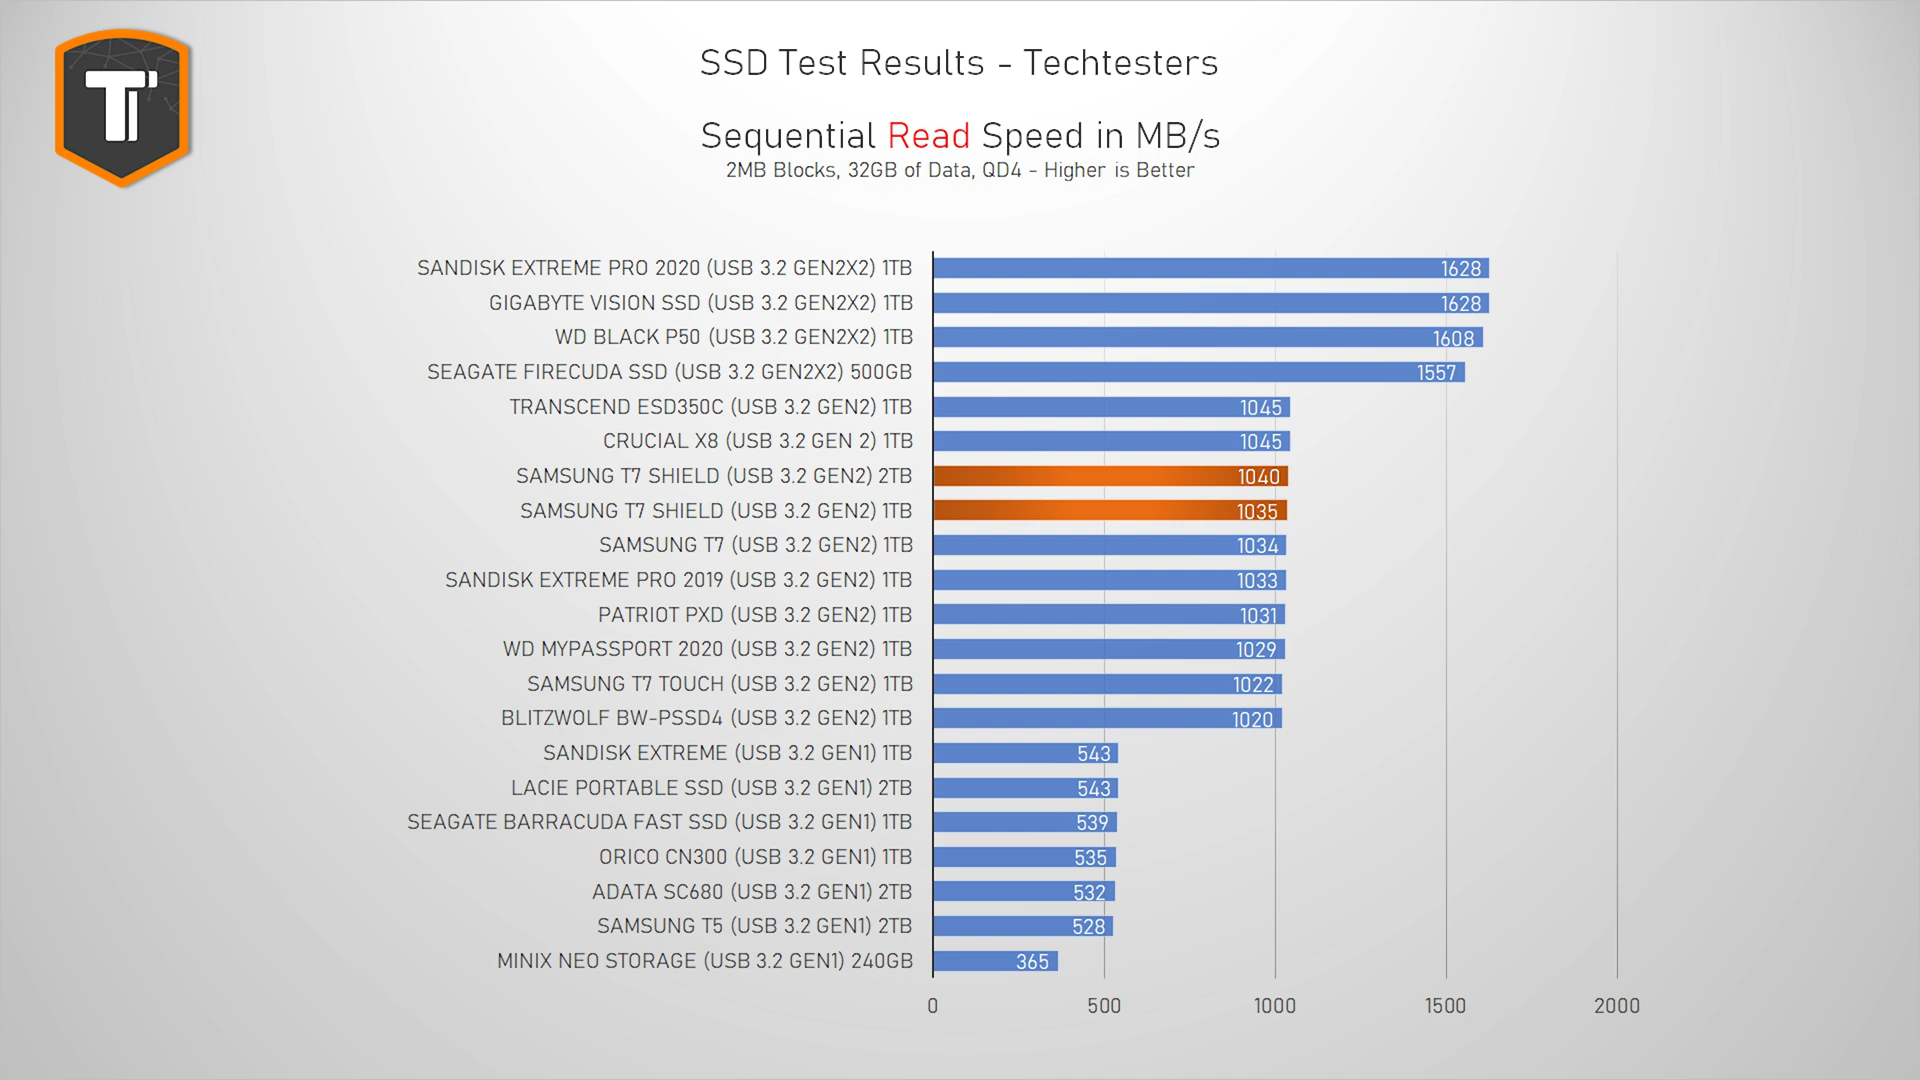 T
SSD Test Results - Techtesters
Sequential Read Speed in MB/s
2MB Blocks, 32GB of Data, QD4 - Higher is Better
SANDISK EXTREME PRO 2020 (USB 3.2 GEN2X2) 1TB 1628
GIGABYTE VISION SSD (USB 3.2 GEN2X2) 1TB 1628
WD BLACK P50 (USB 3.2 GEN2X2) 1TB 1608
SEAGATE FIRECUDA SSD (USB 3.2 GEN2X2) 500GB 1557
TRANSCEND ESD350C (USB 3.2 GEN2) 1TB 1045
CRUCIAL X8 (USB 3.2 GEN 2) 1TB 1045
SAMSUNG T7 SHIELD (USB 3.2 GEN2) 2TB 1040
SAMSUNG T7 SHIELD (USB 3.2 GEN2) 1TB 1035
SAMSUNG T7 (USB 3.2 GEN2) 1TB 1034
SANDISK EXTREME PRO 2019 (USB 3.2 GEN2) 1TB 1033
PATRIOT PXD (USB 3.2 GEN2) 1TB 1031
WD MYPASSPORT 2020 (USB 3.2 GEN2) 1TB 1029
SAMSUNG T7 TOUCH (USB 3.2 GEN2) 1TB 1022
BLITZWOLF BW-PSSD4 (USB 3.2 GEN2) 1TB 1020
SANDISK EXTREME (USB 3.2 GEN1) 1TB 543
LACIE PORTABLE SSD (USB 3.2 GEN1) 2TB 543
SEAGATE BARRACUDA FAST SSD (USB 3.2 GEN1) 1TB 539
ORICO CN300 (USB 3.2 GEN1) 1TB 535
ADATA SC680 (USB 3.2 GEN1) 2TB 532
SAMSUNG T5 (USB 3.2 GEN1) 2TB 528
MINIX NEO STORAGE (USB 3.2 GEN1) 240GB 365
0 500 1000 1500 2000